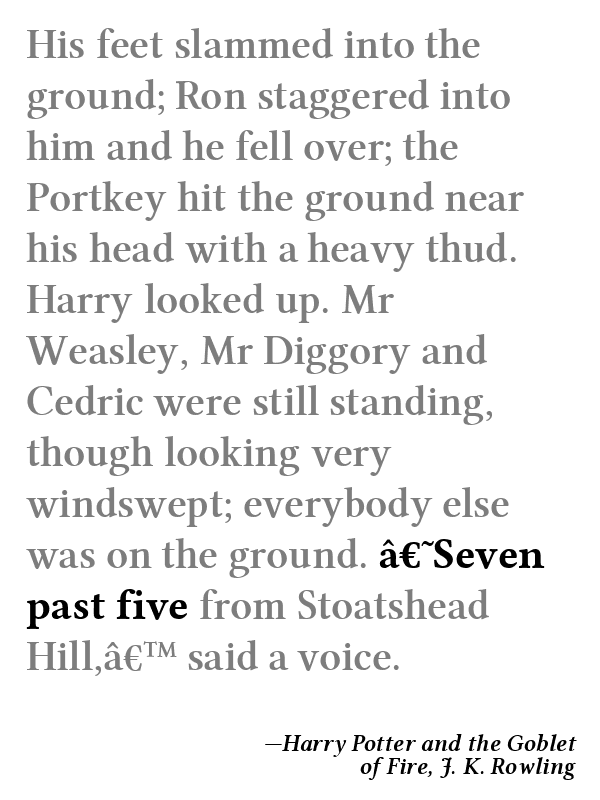 His feet slammed into the
ground; Ron staggered into
him and he fell over; the
Portkey hit the ground near
his head with a heavy thud.
Harry looked up. Mr
Weasley, Mr Diggory and
Cedric were still standing,
though looking very
windswept; everybody else
was on the ground. â€˜Seven
past five from Stoatshead
Hill,â€™ said a voice.
—Harry Potter and the Goblet
of Fire, J. K. Rowling